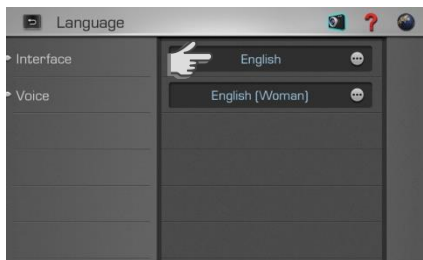 Language
Interface
English
Voice
English (Woman)